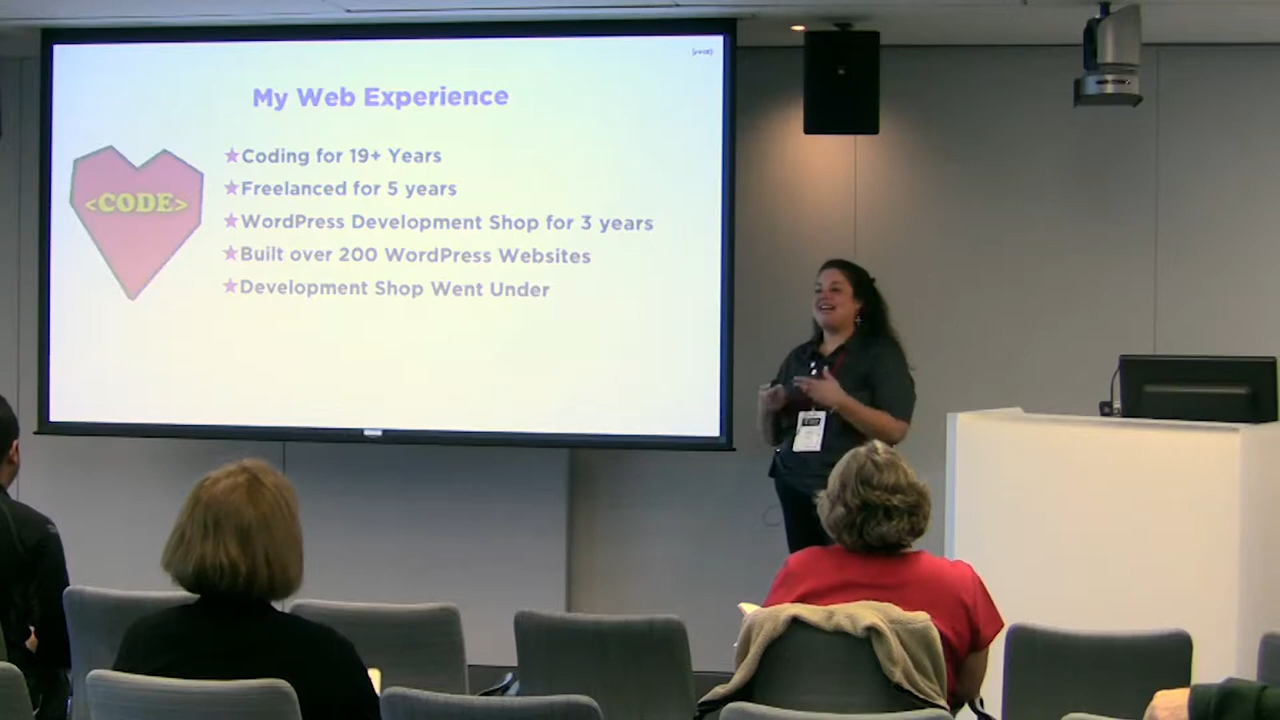 My Web Experience
<CODE>
★Coding for 19+ Years
★Freelanced for 5 years
★WordPress Development Shop for 3 years
★Built over 200 WordPress Websites
★Development Shop Went Under